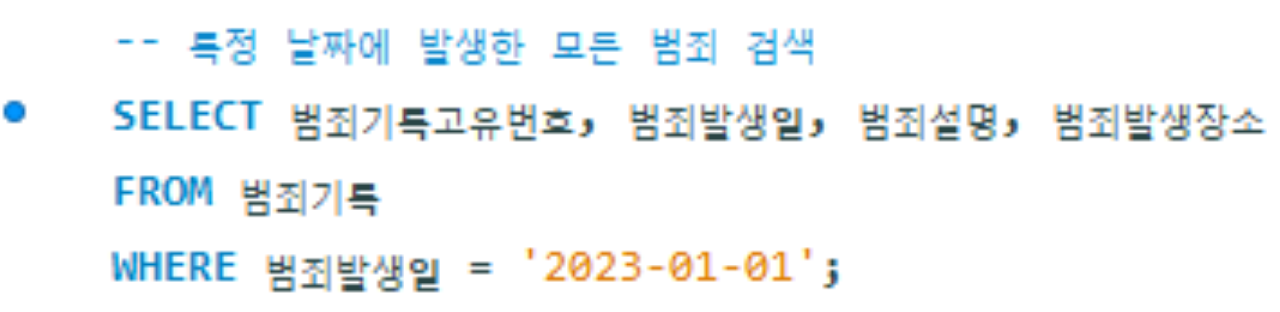 -- 특정 날짜에 발생한 모든 범죄 검색
SELECT 범죄기록고유번호, 범죄발생일, 범죄설명, 범죄발생장소
FROM 범죄기록
WHERE 범죄발생일 = '2023-01-01';